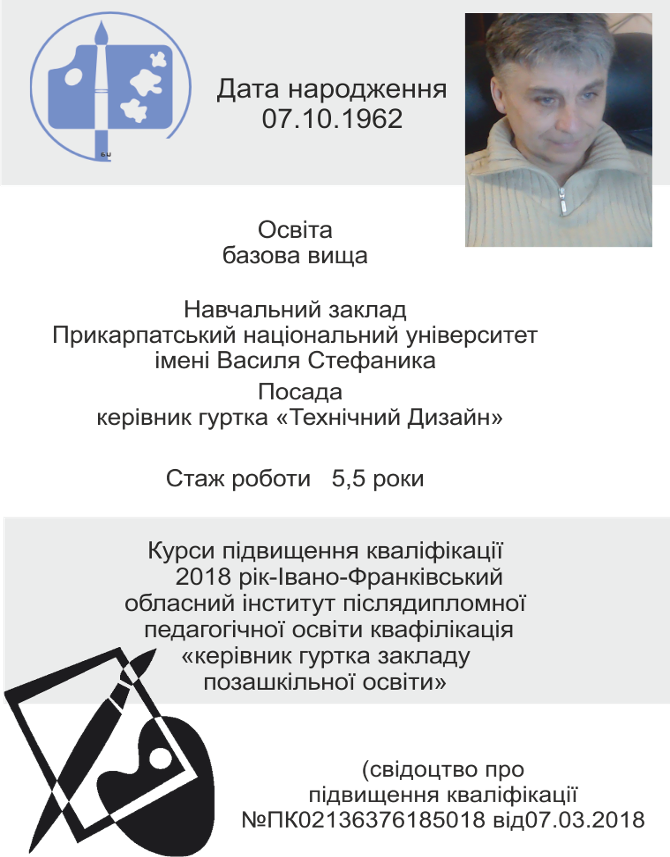 Дата народження
07.10.1962
Освіта
базова вища
Навчальний заклад
Прикарпатський національний університет
імені Василя Стефаника
Посада
керівник гуртка «Технічний Дизайн»
Стаж роботи 5,5 роки
Курси підвищення кваліфікації
2018 рік-Івано-Франківський
обласний інститут післядипломної
педагогічної освіти квафілікація
«керівник гуртка закладу
позашкільної освіти»
(свідоцтво про
підвищення кваліфікації
№ПК02136376185018 від07.03.2018